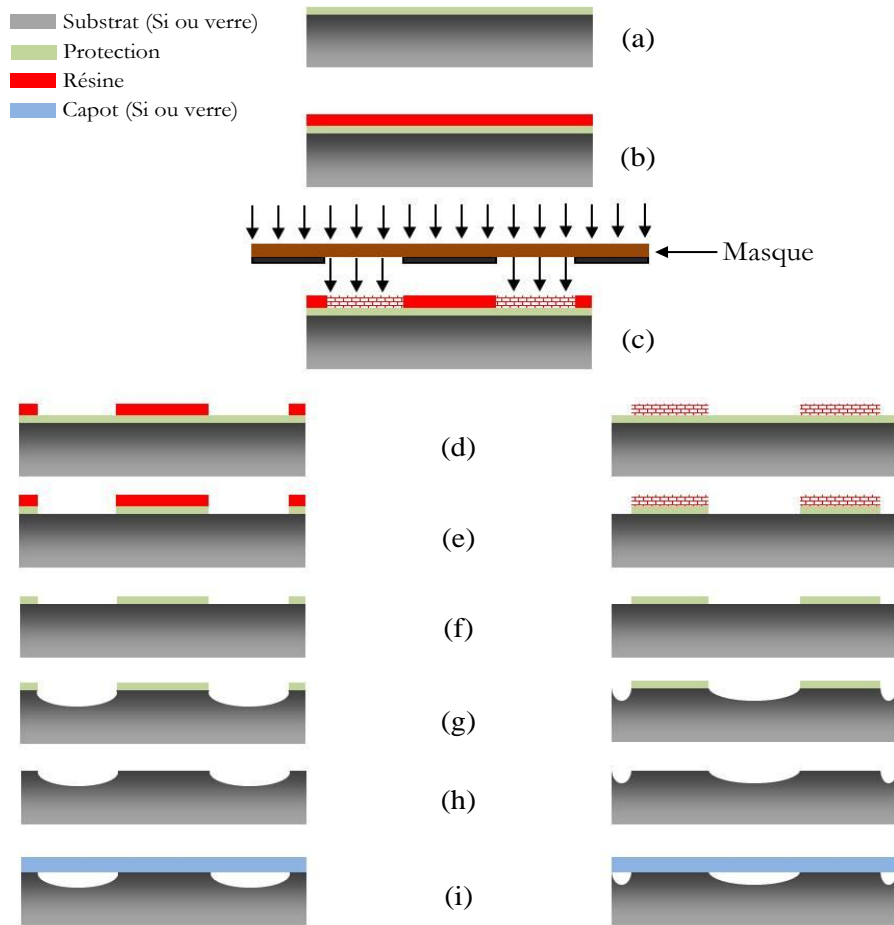 Substrat (Si ou verre)
Protection
Résine
Capot (Si ou verre)
(a)
(b)
Masque
(c)
(d)
(e)
(f)
(g)
(h)
(i)